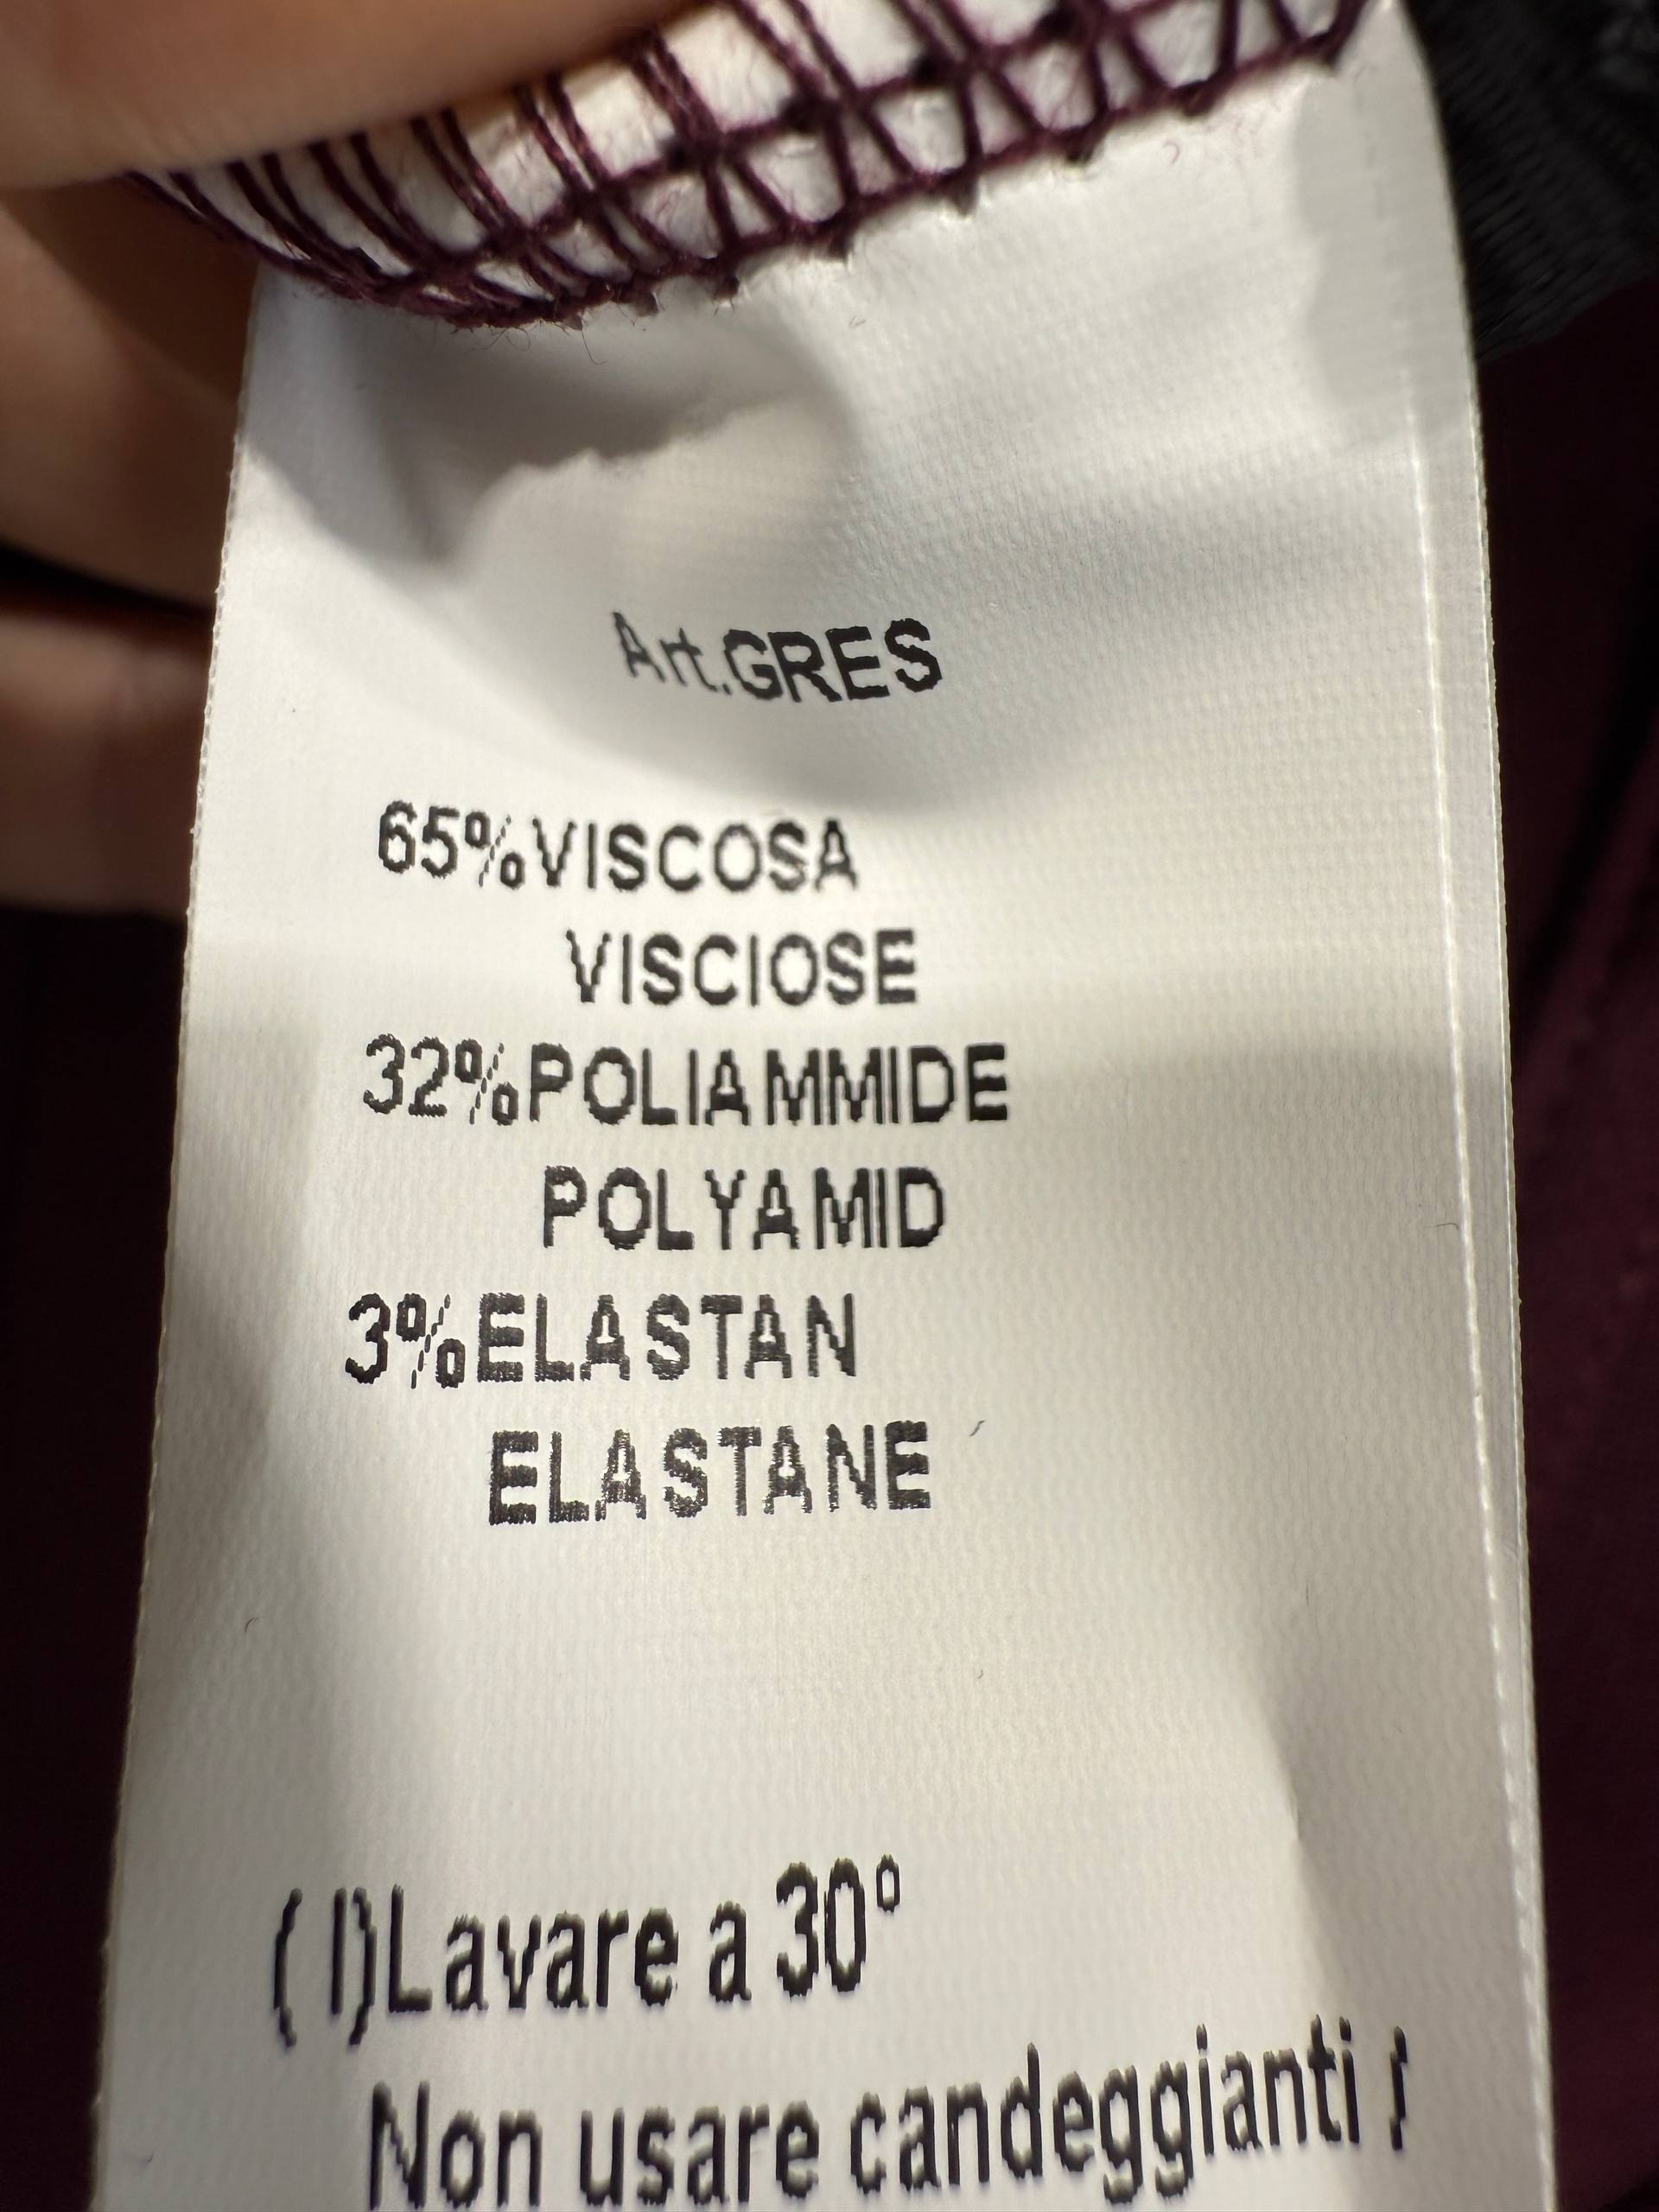 Art.GRES
65%VISCOSA
VISCIOSE
32%POLIAMMIDE
POLYAMID
3%ELASTAN
ELASTANE
( I)Lavare a 30°
Non usare candeggianti